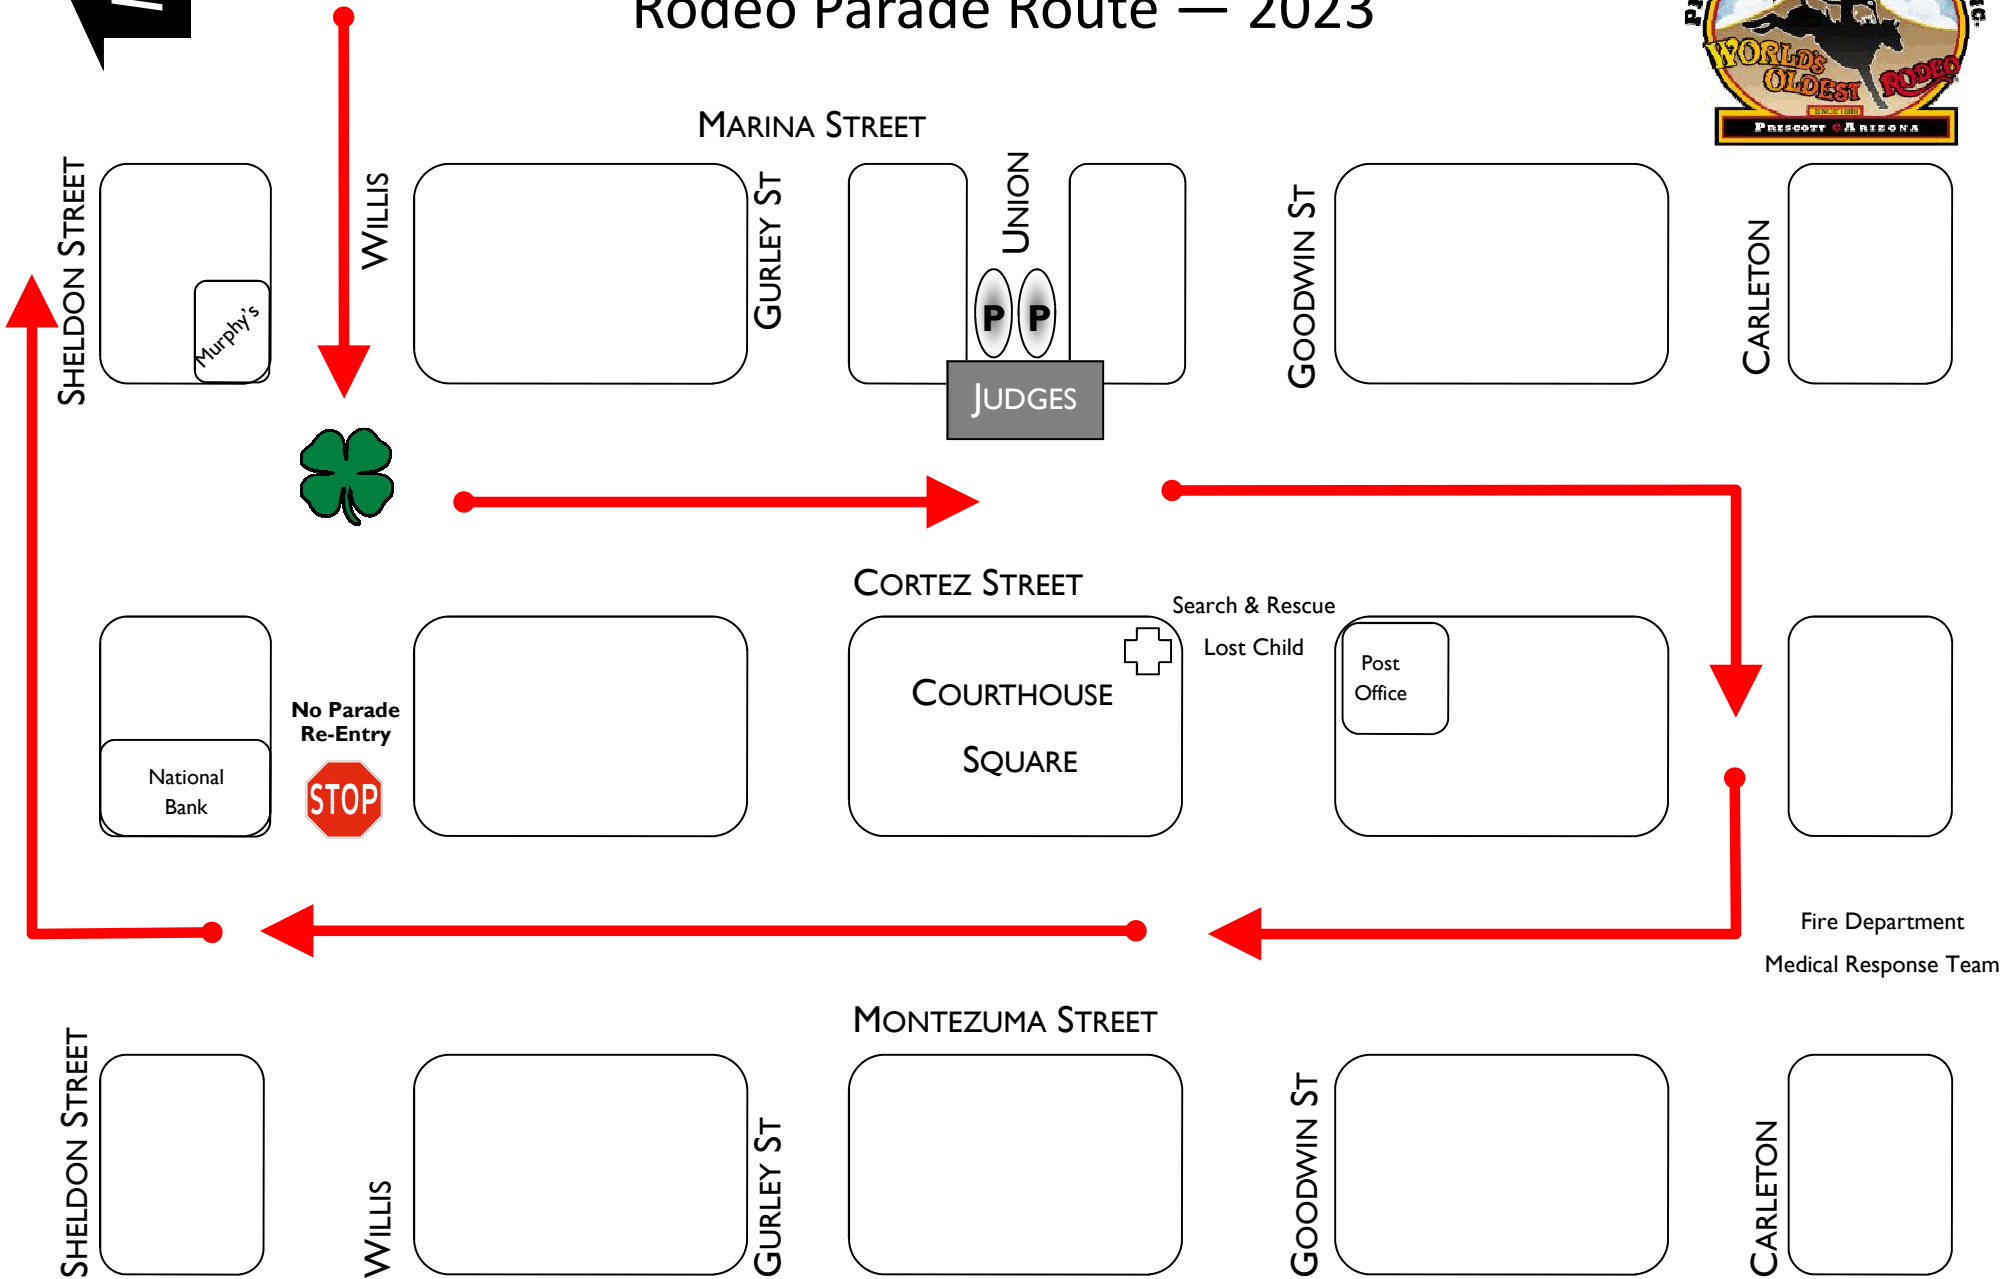 Rodeo Parade Route — 2023
WORLD'S
OLDEST
RODEO
PRESCOTT ARIZONA
MARINA STREET
SHELDON STREET
WILLIS
GURLEY ST
UNION
GOODWIN ST
CARLETON
Murphy's
P P
JUDGES
CORTEZ STREET
Search & Rescue
Lost Child
COURTHOUSE
SQUARE
Post
Office
No Parade
Re-Entry
STOP
National
Bank
Fire Department
Medical Response Team
MONTEZUMA STREET
SHELDON STREET
WILLIS
GURLEY ST
GOODWIN ST
CARLETON